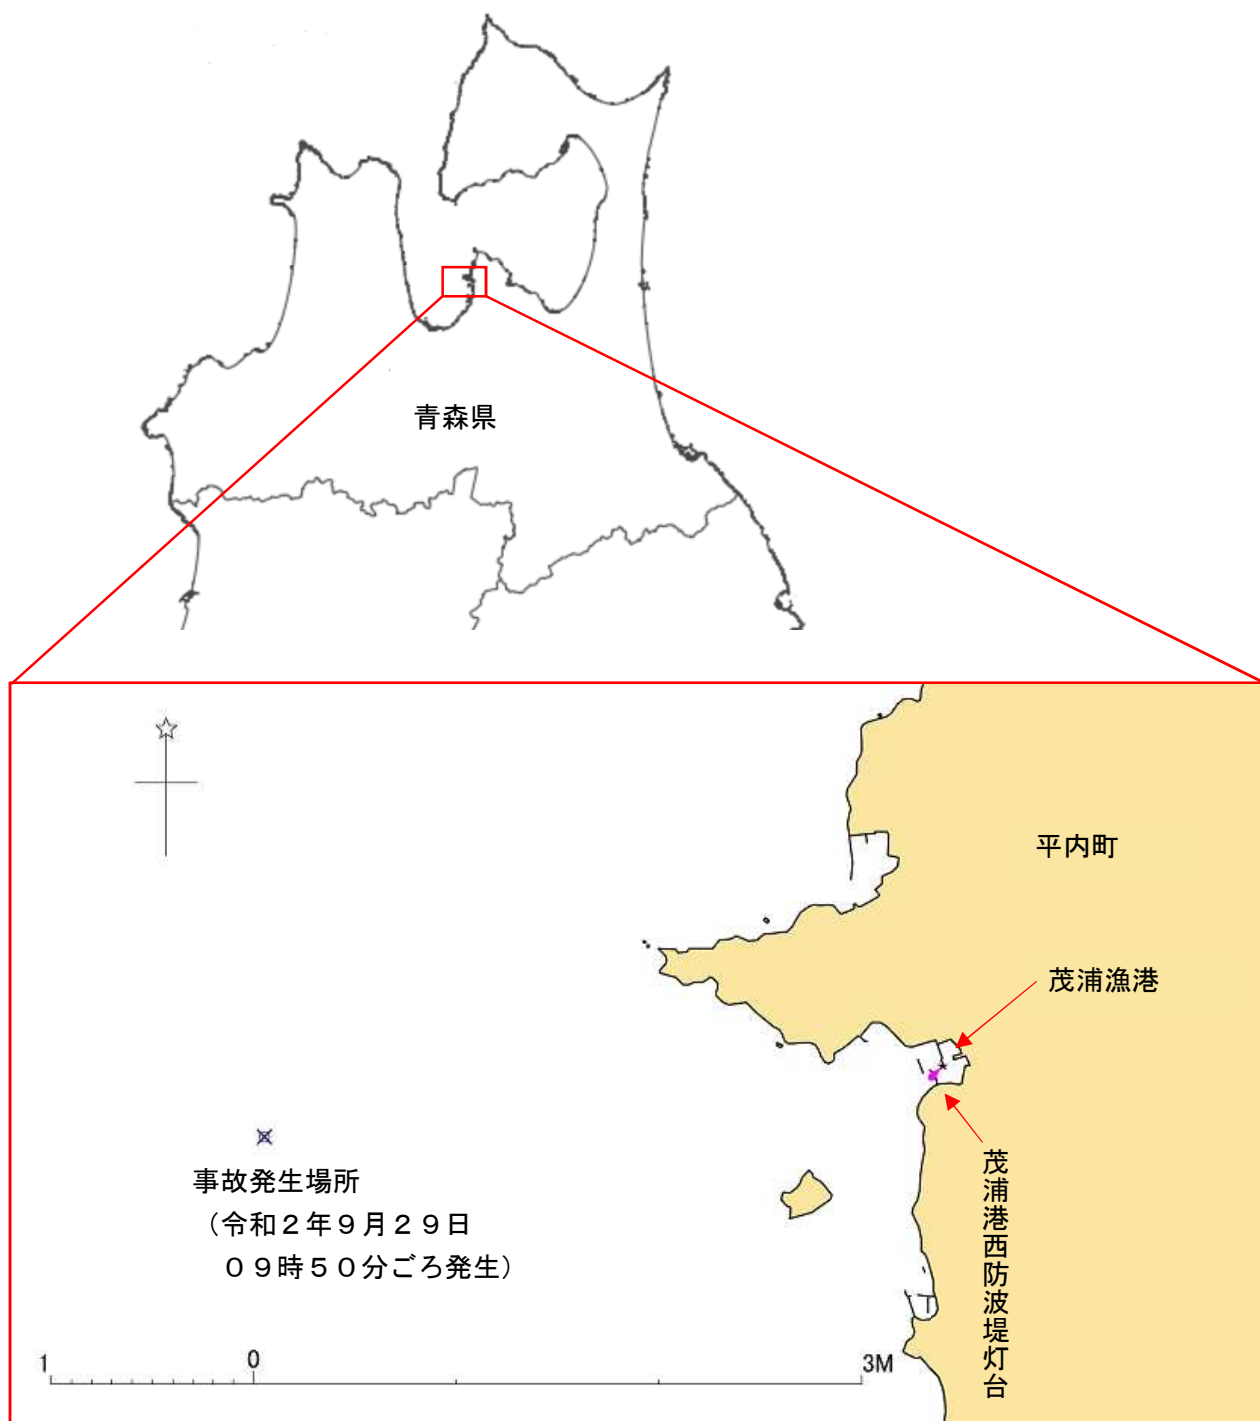 青森県
平内町
茂浦漁港
事故発生場所
（令和２年９月２９日
０９時５０分ごろ発生）
茂浦港西防波堤灯台
1 0 3M